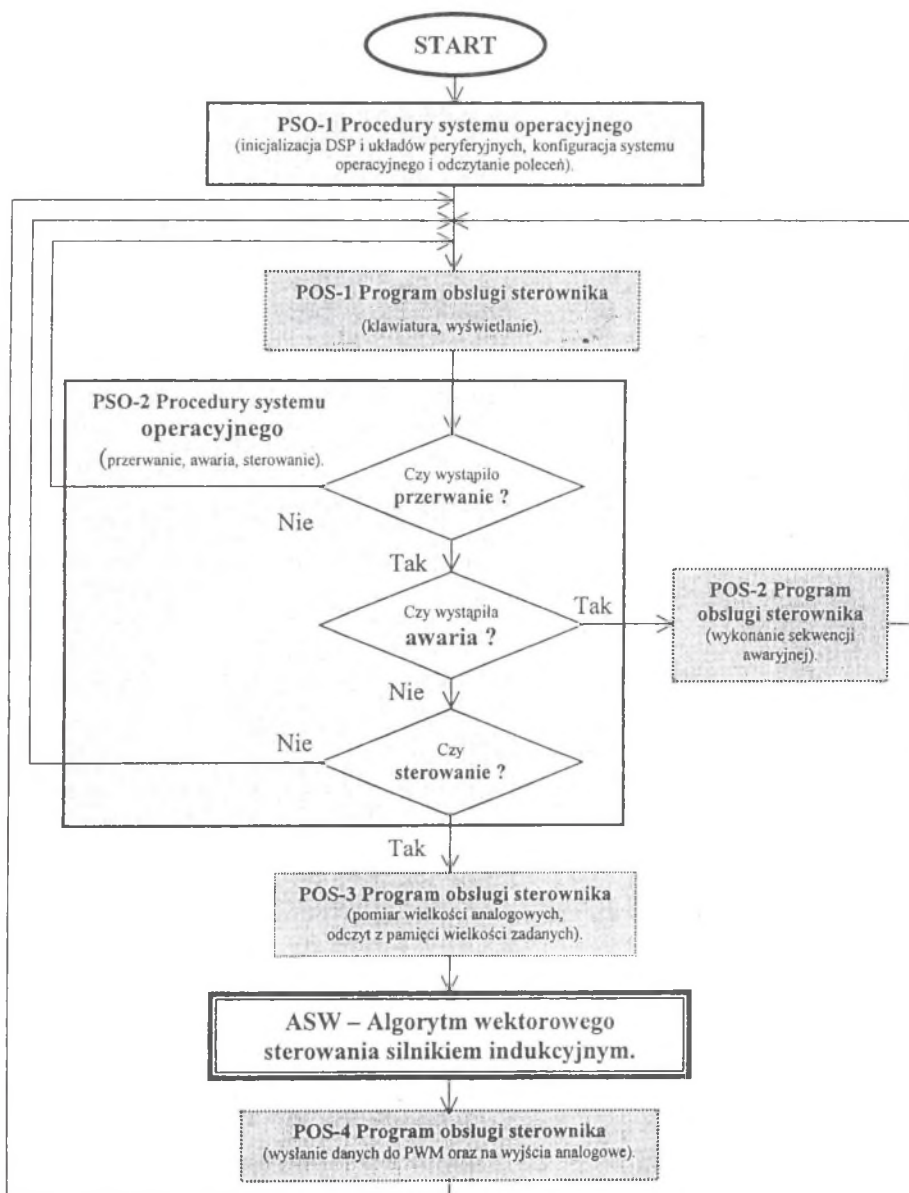 START
PSO-1 Procedury systemu operacyjnego
(inicjalizacja DSP i układów peryferyjnych, konfiguracja systemu
operacyjnego i odczytanie poleceń).
POS-1 Program obsługi sterownika
(klawiatura, wyświetlanie).
PSO-2 Procedury systemu
operacyjnego
(przerwanie, awaria, sterowanie).
Czy wystąpiło
przerwanie ?
Nie
Tak
Czy wystąpiła
awaria ?
Tak
POS-2 Program
obsługi sterownika
(wykonanie sekwencji
awaryjnej).
Nie
Nie
Czy
sterowanie ?
Tak
POS-3 Program obsługi sterownika
(pomiar wielkości analogowych,
odczyt z pamięci wielkości zadanych).
ASW – Algorytm wektorowego
sterowania silnikiem indukcyjnym.
POS-4 Program obsługi sterownika
(wysłanie danych do PWM oraz na wyjścia analogowe).